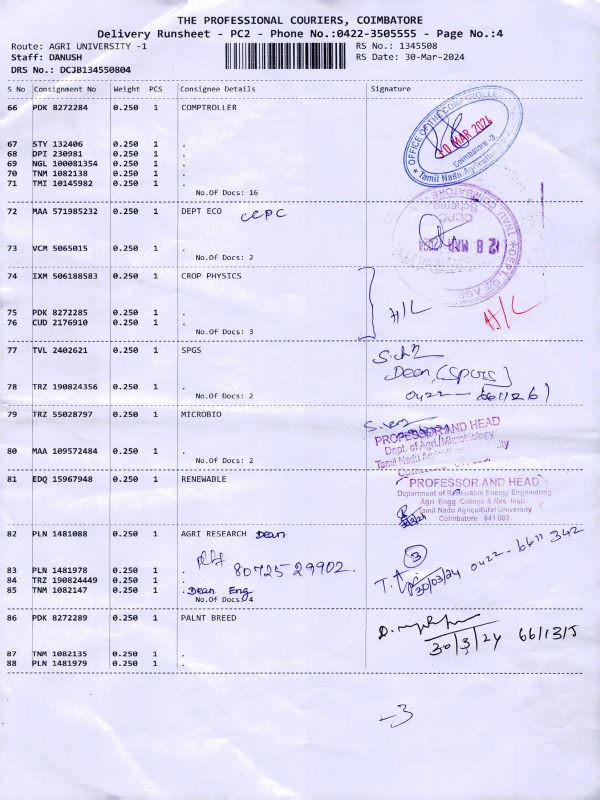 THE PROFESSIONAL COURIERS, COIMBATORE
Delivery Runsheet - PC2 - Phone No.:0422-3505555 - Page No.:4
Route: AGRI UNIVERSITY -1
RS No.: 1345508
Staff: DANUSH
RS Date: 30-Mar-2024
DRS No.: DCJB134550804
S No Consignment No Weight PCS Consignee Details Signature
66 PDK 8272284 0.250 1 COMPTROLLER
OFFICE OF THE COMPTROLLER
MAR 2024
Coimbatore-3
67 STY 132406 0.250 1 .
68 DPI 230981 0.250 1 .
69 NGL 100081354 0.250 1 .
70 TNM 1082138 0.250 1 .
71 TMI 10145982 0.250 1 .
No.Of Docs: 16
72 MAA 571985232 0.250 1 DEPT ECO CCPC
73 VCM 5065015 0.250 1 .
No.Of Docs: 2
74 IXM 506188583 0.250 1 CROP PHYSICS
75 PDK 8272285 0.250 1 .
76 CUD 2176910 0.250 1 .
No.Of Docs: 3
H/L H/L
77 TVL 2402621 0.250 1 SPGS
Dean, (SPGS)
78 TRZ 190824356 0.250 1 .
No.Of Docs: 2
79 TRZ 55028797 0.250 1 MICROBIO
PROFESSOR AND HEAD
Dept. of Agrl. Microbiology
80 MAA 109572484 0.250 1 .
No.Of Docs: 2
81 EDQ 15967948 0.250 1 RENEWABLE
PROFESSOR AND HEAD
Department of Renewable Energy Engineering
Agri. Engg. College & Res. Insti
Tamil Nadu Agricultural University
Coimbatore 641 003
82 PLN 1481088 0.250 1 AGRI RESEARCH Dean
3
0422-6611 342
83 PLN 1481978 0.250 1 . 80725 29902.
84 TRZ 190824449 0.250 1 .
30/03/24
85 TNM 1082147 0.250 1 . Dean Eng
No.Of Docs: 4
86 PDK 8272289 0.250 1 PALNT BREED
30/3/24
87 TNM 1082135 0.250 1 .
88 PLN 1481979 0.250 1 .